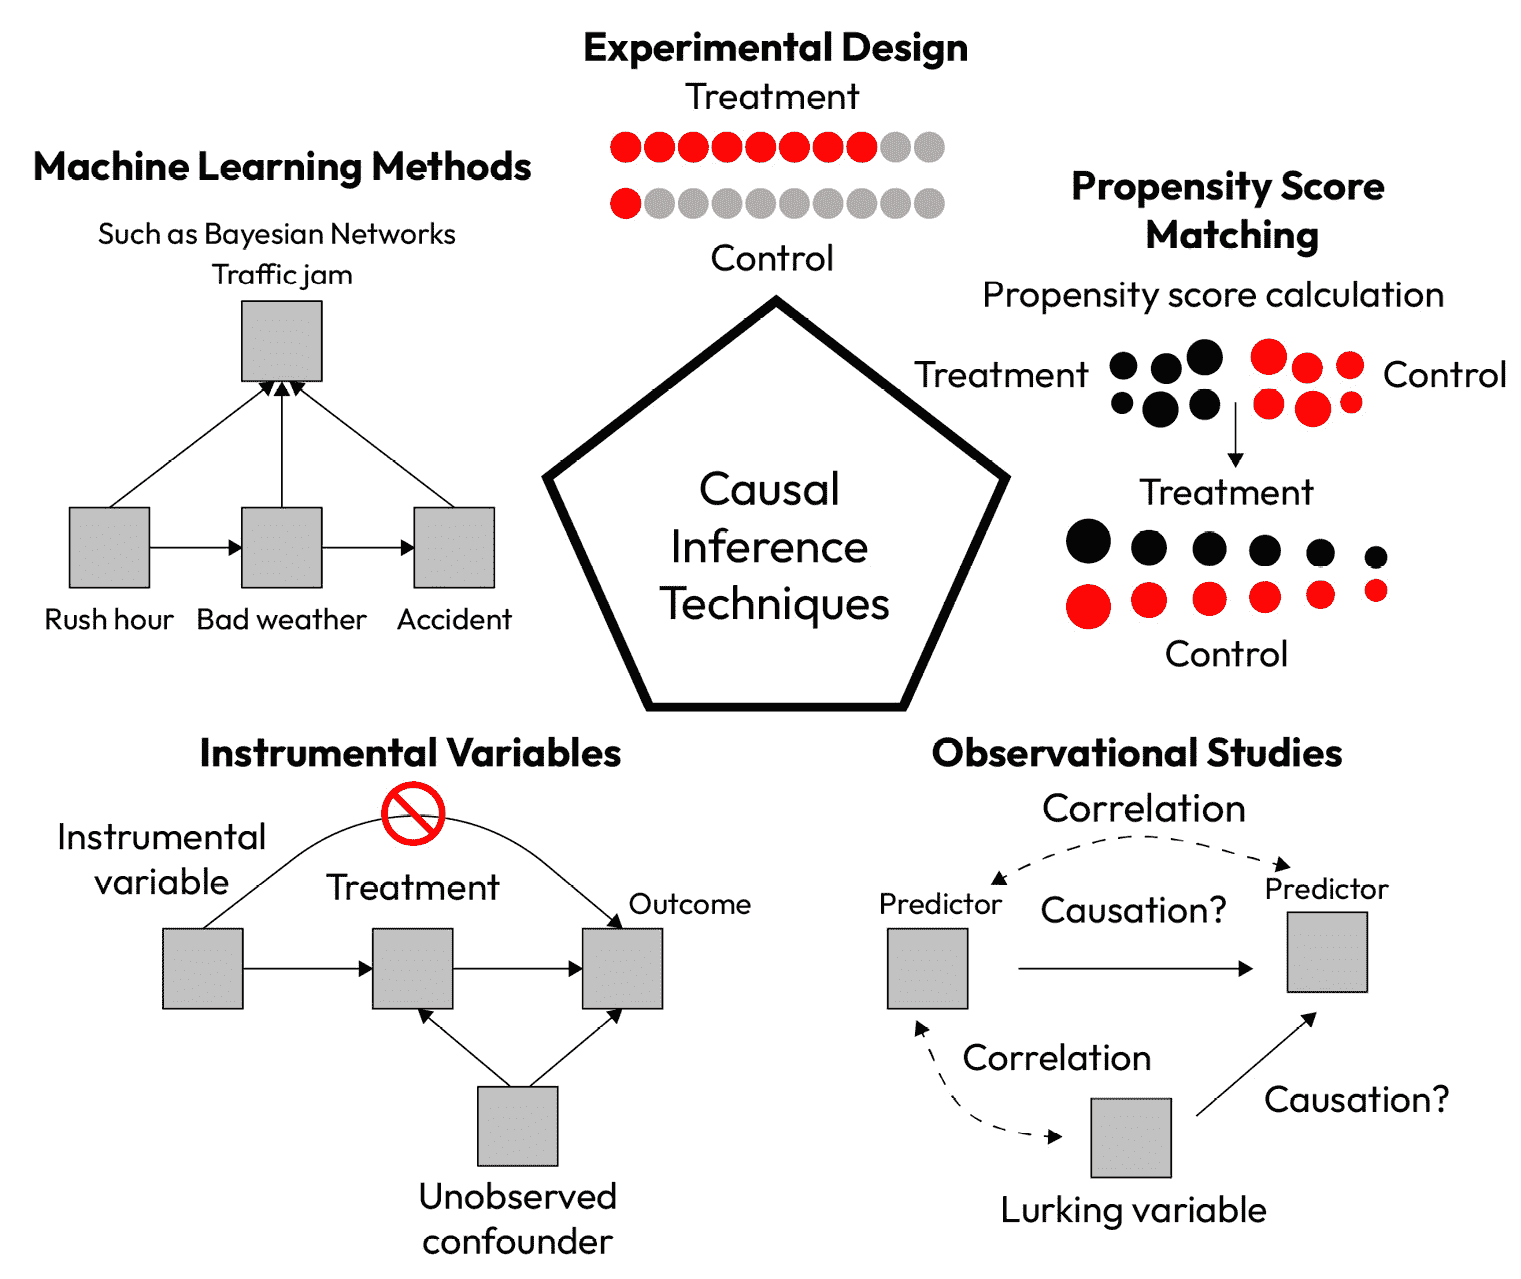 Experimental Design
Treatment
Control
Machine Learning Methods
Such as Bayesian Networks
Traffic jam
Rush hour
Bad weather
Accident
Propensity Score
Matching
Propensity score calculation
Treatment
Control
Treatment
Control
Causal
Inference
Techniques
Instrumental Variables
Instrumental
variable
Treatment
Outcome
Unobserved
confounder
Observational Studies
Correlation
Predictor
Causation?
Predictor
Correlation
Causation?
Lurking variable